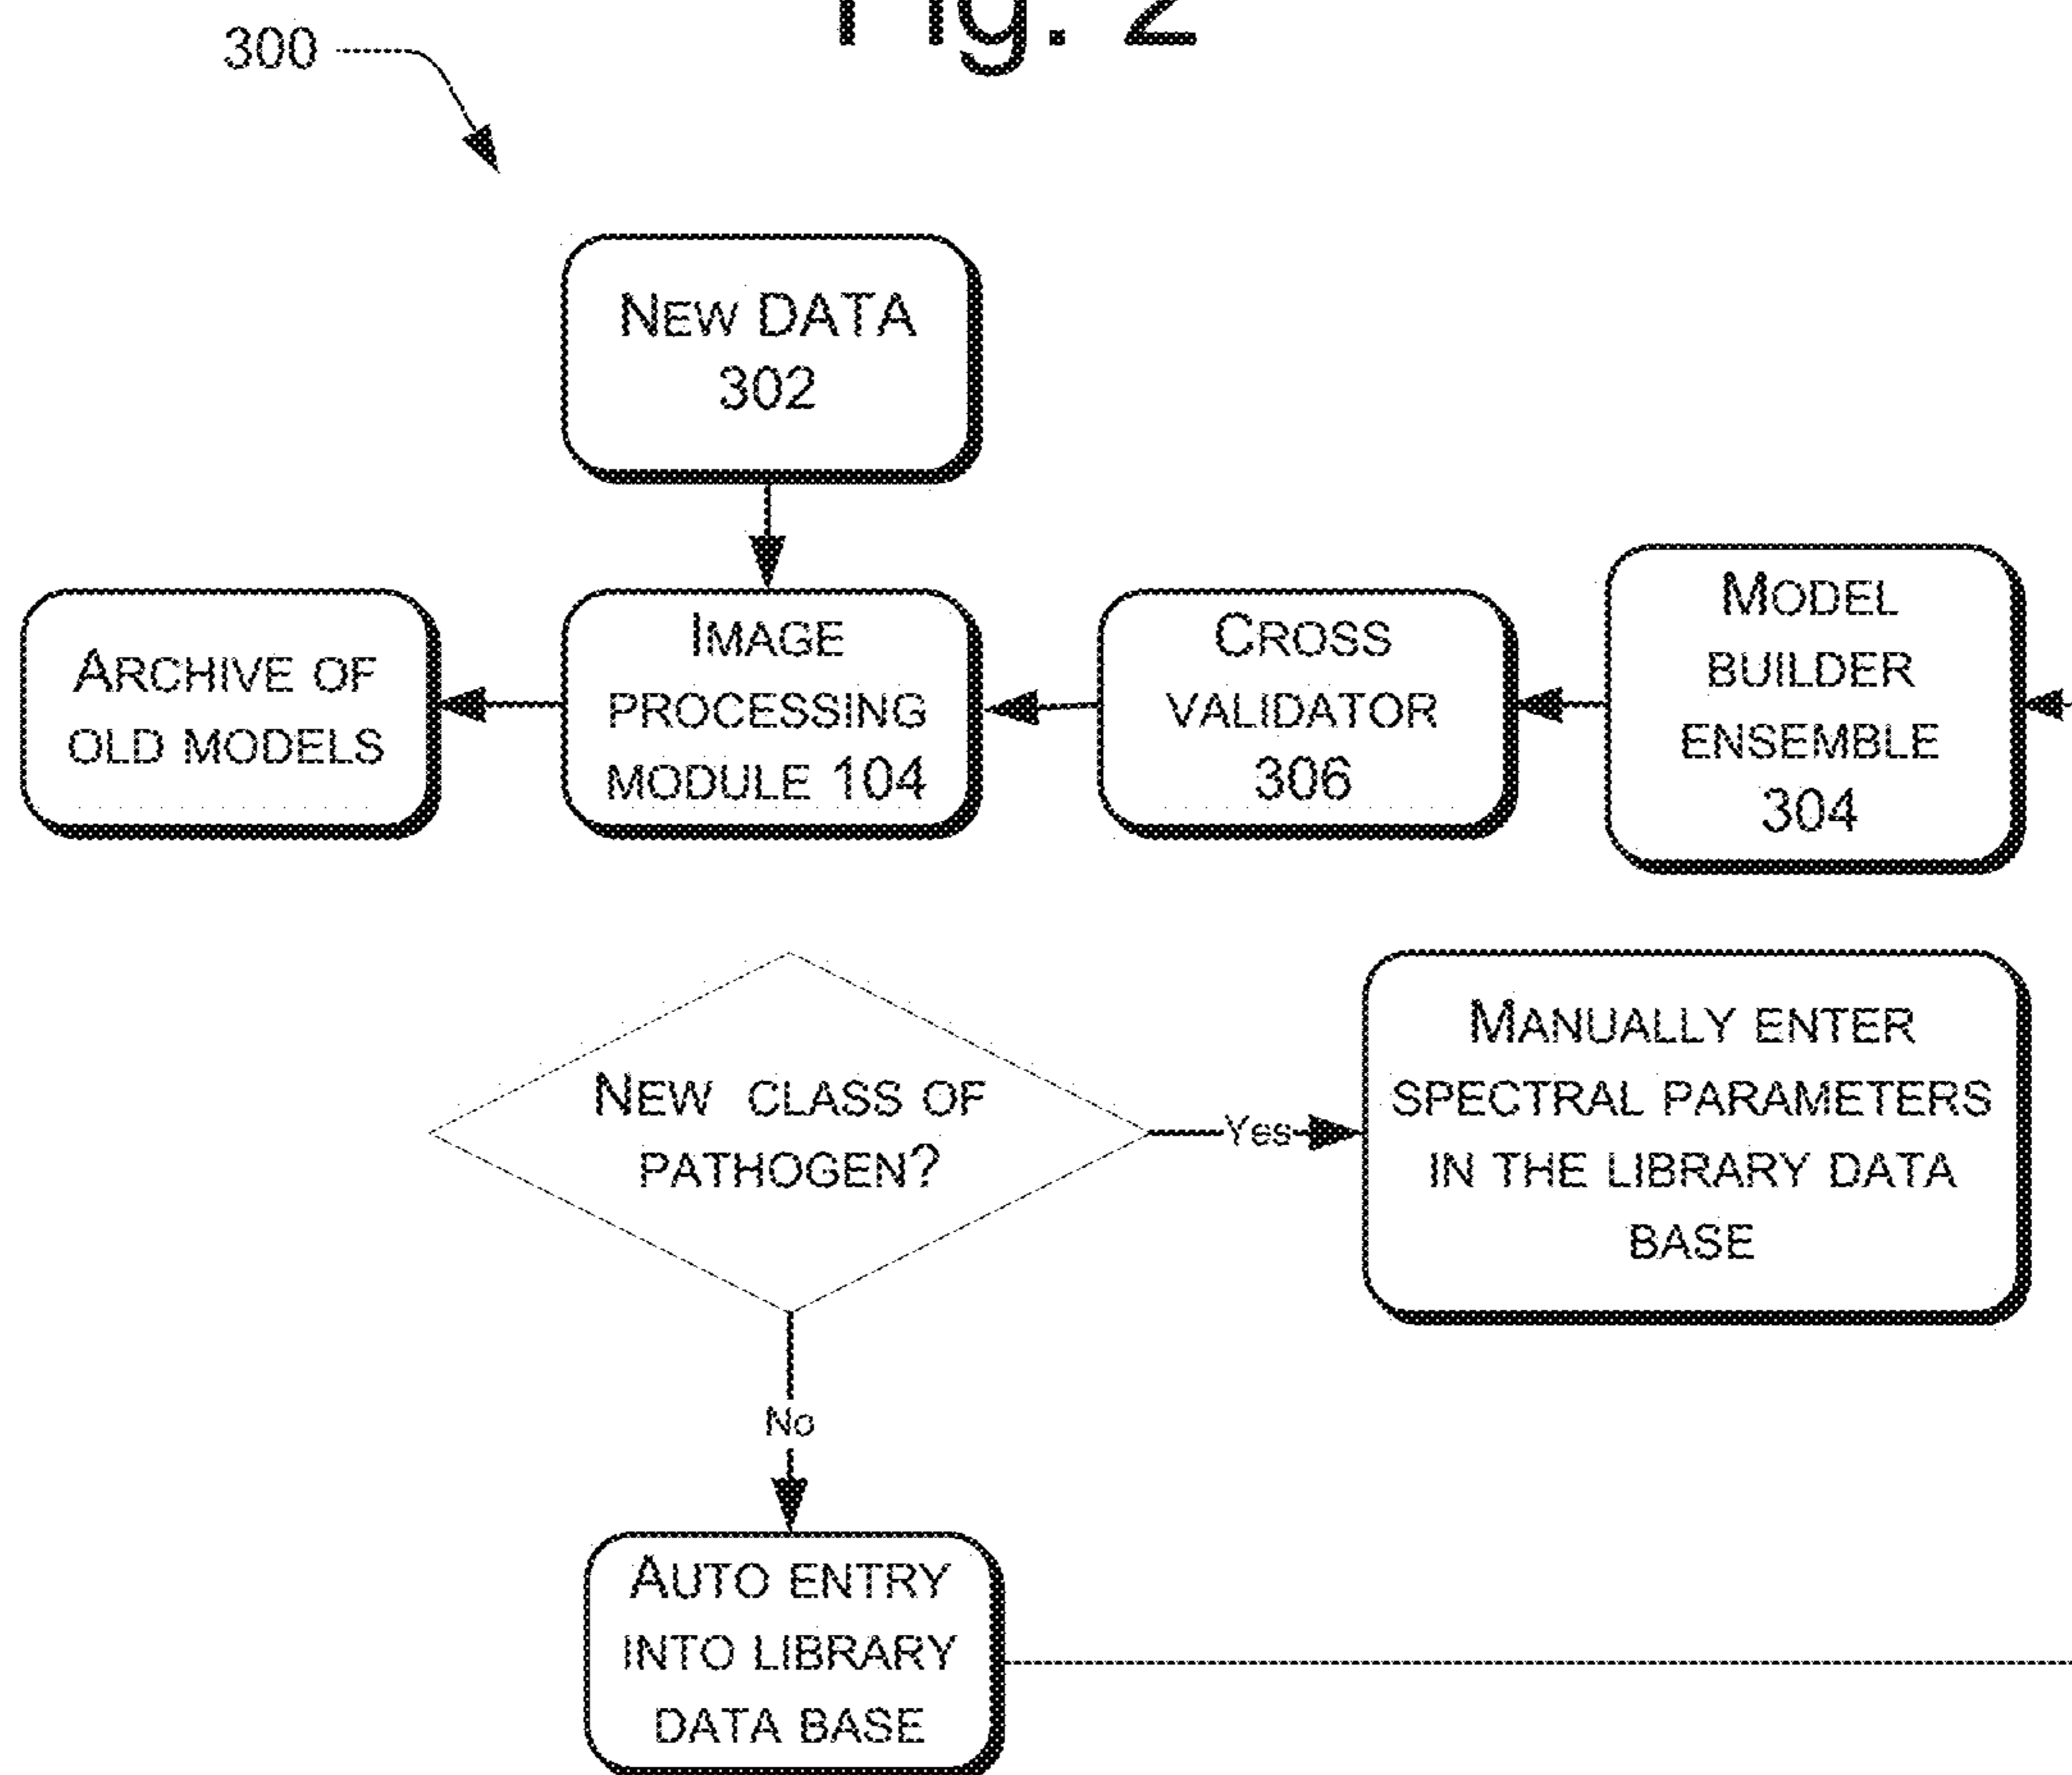 Fig. 2
300
NEW DATA
302
ARCHIVE OF
OLD MODELS
IMAGE
PROCESSING
MODULE 104
CROSS
VALIDATOR
306
MODEL
BUILDER
ENSEMBLE
304
NEW CLASS OF
PATHOGEN?
Yes
MANUALLY ENTER
SPECTRAL PARAMETERS
IN THE LIBRARY DATA
BASE
No
AUTO ENTRY
INTO LIBRARY
DATA BASE